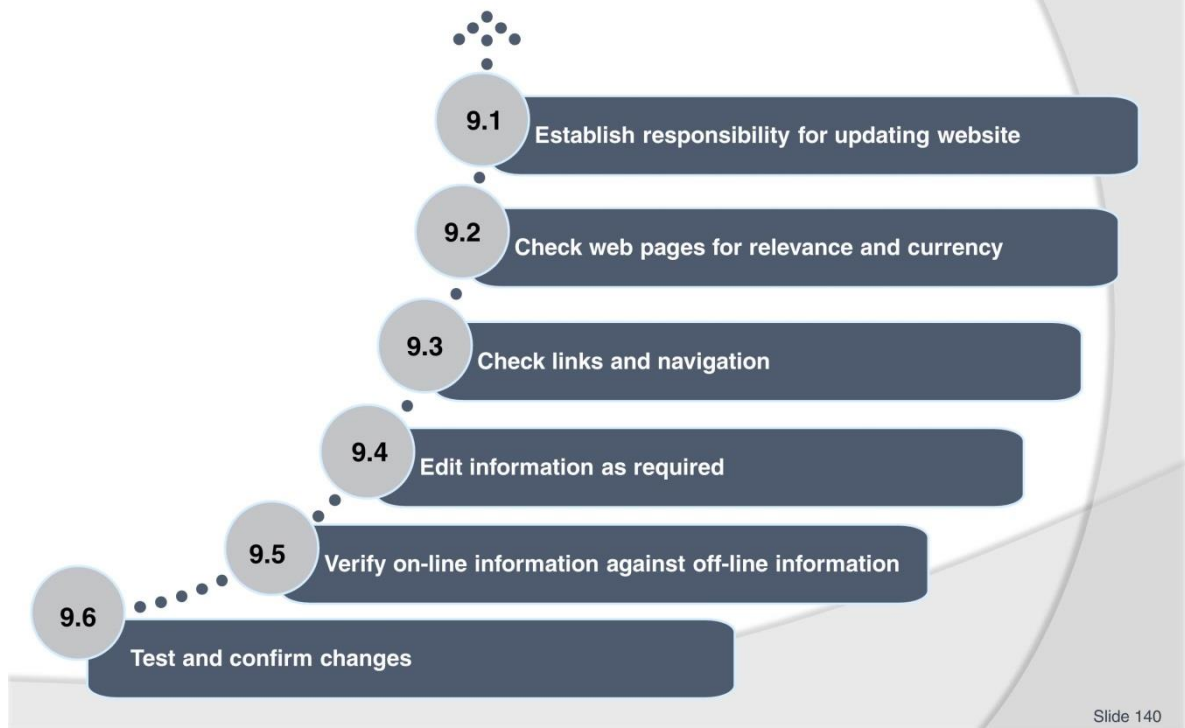 9.1
Establish responsibility for updating website
9.2
Check web pages for relevance and currency
9.3
Check links and navigation
9.4
Edit information as required
9.5
Verify on-line information against off-line information
9.6
Test and confirm changes
Slide 140